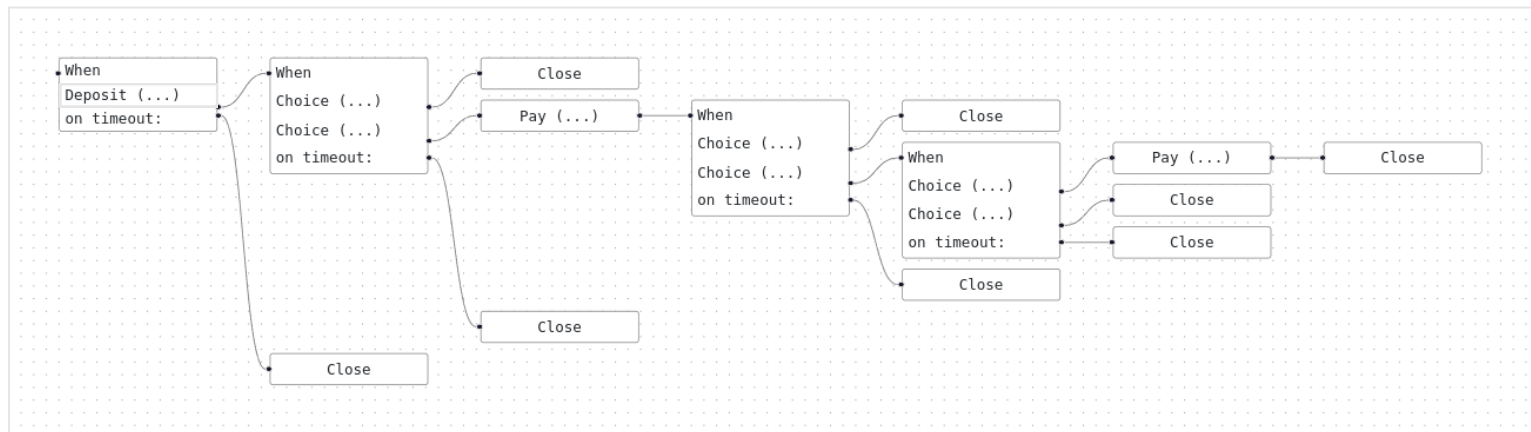 When
Deposit (...)
on timeout:
When
Choice (...)
Choice (...)
on timeout:
Close
Pay (...)
Close
Close
When
Choice (...)
Choice (...)
on timeout:
Close
When
Choice (...)
Choice (...)
on timeout:
Close
Pay (...)
Close
Close
Close